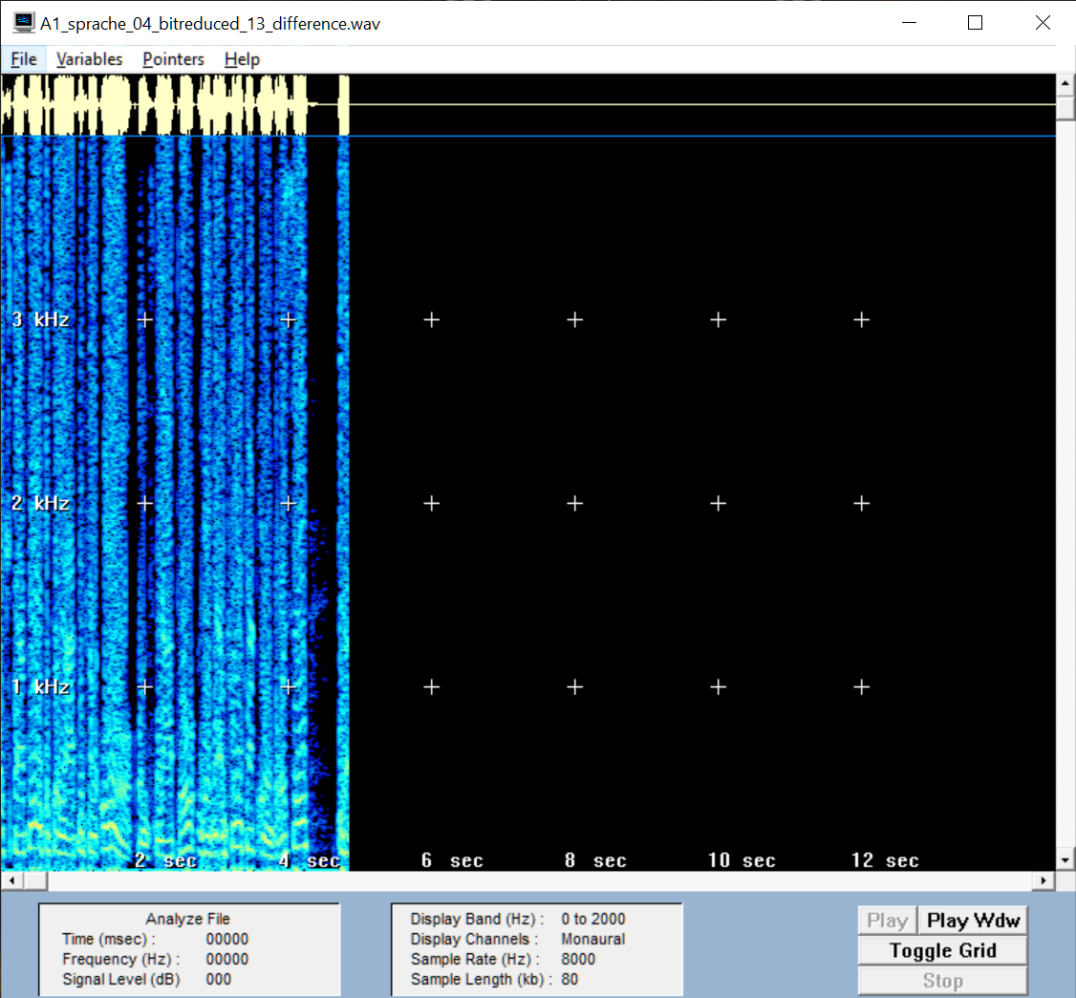 A1_sprache_04_bitreduced_13_difference.wav
File Variables Pointers Help
3 kHz
2 kHz
1 kHz
2 sec 4 sec 6 sec 8 sec 10 sec 12 sec
Analyze File
Time (msec) : 00000
Frequency (Hz) : 00000
Signal Level (dB) 000
Display Band (Hz) : 0 to 2000
Display Channels : Monaural
Sample Rate (Hz) : 8000
Sample Length (kb) : 80
Play Play Wdw
Toggle Grid
Stop